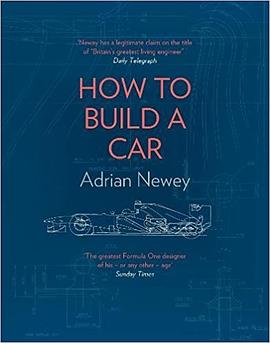 "Newey has a legitimate claim on the title
of "Britain's greatest living engineer"
Daily Telegraph
HOW TO
BUILD A
CAR
Adrian Newey
"The greatest Formula One designer
of his – or any other – age"
Sunday Times